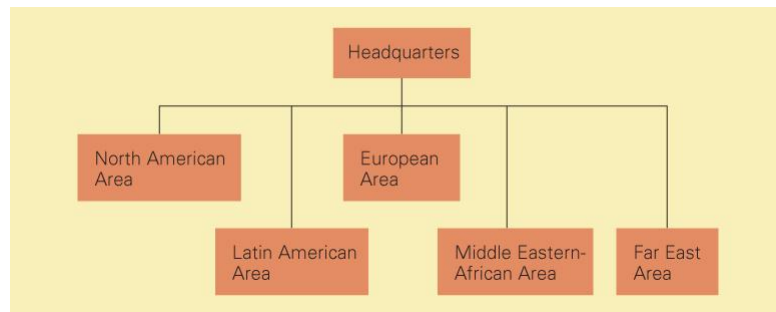 Headquarters
North American
Area
European
Area
Latin American
Area
Middle Eastern-
African Area
Far East
Area